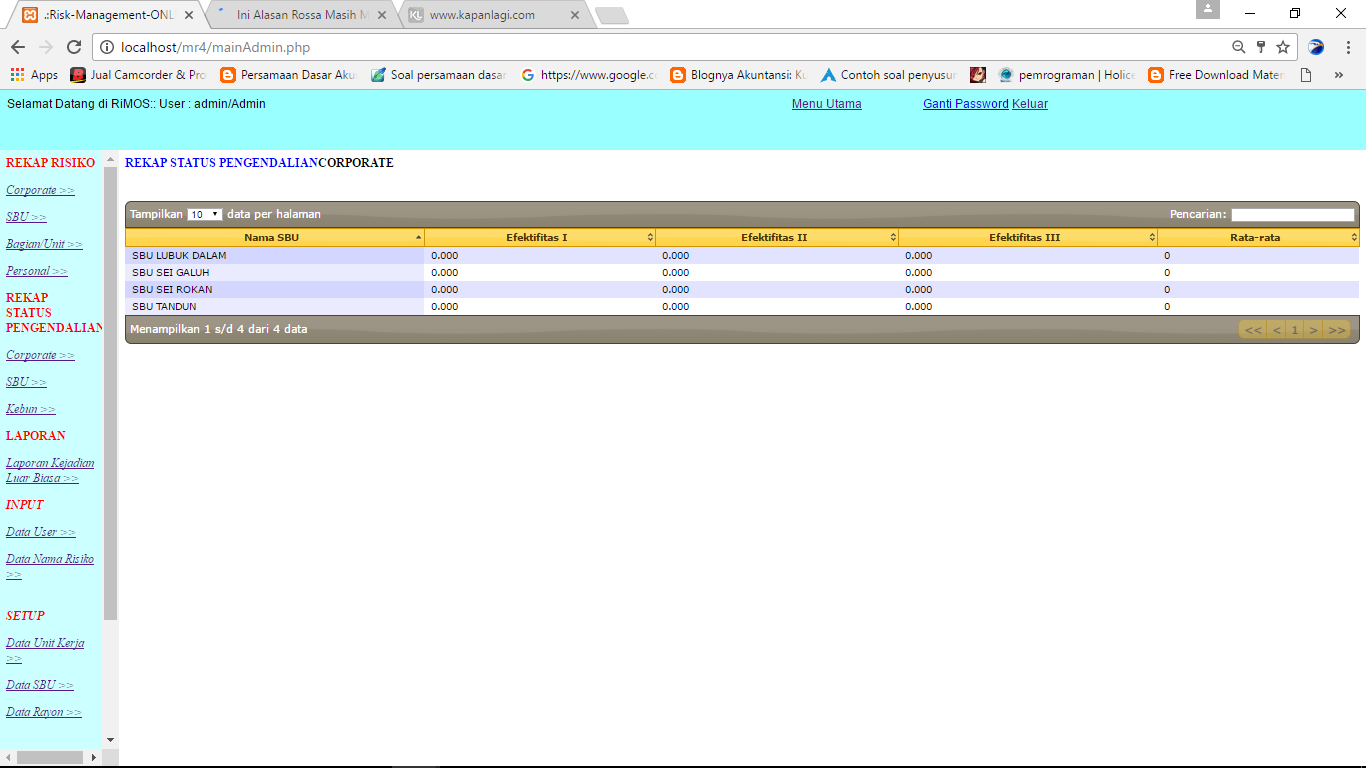 .:Risk-Management-ONL
Ini Alasan Rossa Masih M
www.kapanlagi.com
localhost/mr4/mainAdmin.php
Apps
Jual Camcorder & Pro
Persamaan Dasar Aku
Soal persamaan dasar
https://www.google.c
Blognya Akuntansi: Ku
Contoh soal penyusun
pemrograman | Holic
Free Download Mater
»
Selamat Datang di RiMOS:: User : admin/Admin
Menu Utama
Ganti Password Keluar
REKAP RISIKO
Corporate >>
SBU >>
Bagian/Unit >>
Personal >>
REKAP
STATUS
PENGENDALIAN
Corporate >>
SBU >>
Kebun >>
LAPORAN
Laporan Kejadian
Luar Biasa >>
INPUT
Data User >>
Data Nama Risiko
>>
SETUP
Data Unit Kerja
>>
Data SBU >>
Data Rayon >>
REKAP STATUS PENGENDALIANCORPORATE
Tampilkan 10 data per halaman
Pencarian:
Nama SBU Efektifitas I Efektifitas II Efektifitas III Rata-rata
SBU LUBUK DALAM 0.000 0.000 0.000 0
SBU SEI GALUH 0.000 0.000 0.000 0
SBU SEI ROKAN 0.000 0.000 0.000 0
SBU TANDUN 0.000 0.000 0.000 0
Menampilkan 1 s/d 4 dari 4 data
<< < 1 > >>